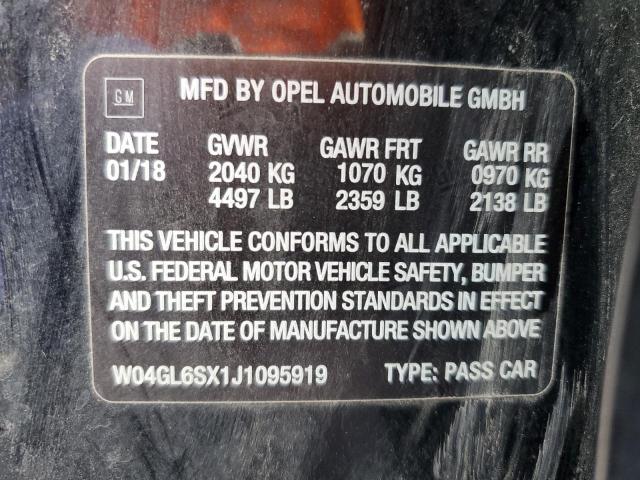 GM MFD BY OPEL AUTOMOBILE GMBH
DATE GVWR GAWR FRT GAWR RR
01/18 2040 KG 1070 KG 0970 KG
4497 LB 2359 LB 2138 LB
THIS VEHICLE CONFORMS TO ALL APPLICABLE
U.S. FEDERAL MOTOR VEHICLE SAFETY, BUMPER
AND THEFT PREVENTION STANDARDS IN EFFECT
ON THE DATE OF MANUFACTURE SHOWN ABOVE
W04GL6SX1J1095919 TYPE: PASS CAR